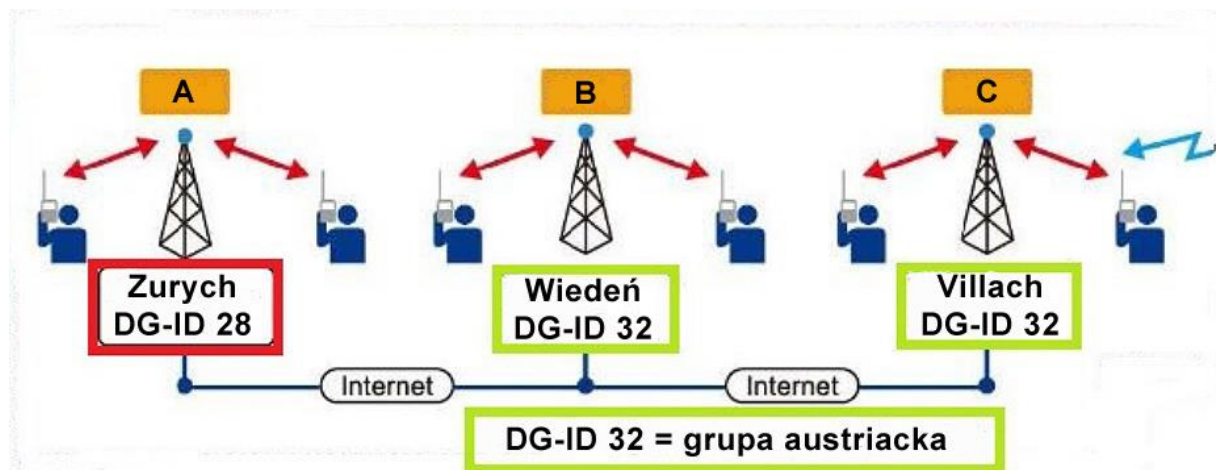 A
B
C
Zurych
DG-ID 28
Wiedeń
DG-ID 32
Villach
DG-ID 32
Internet
Internet
DG-ID 32 = grupa austriacka